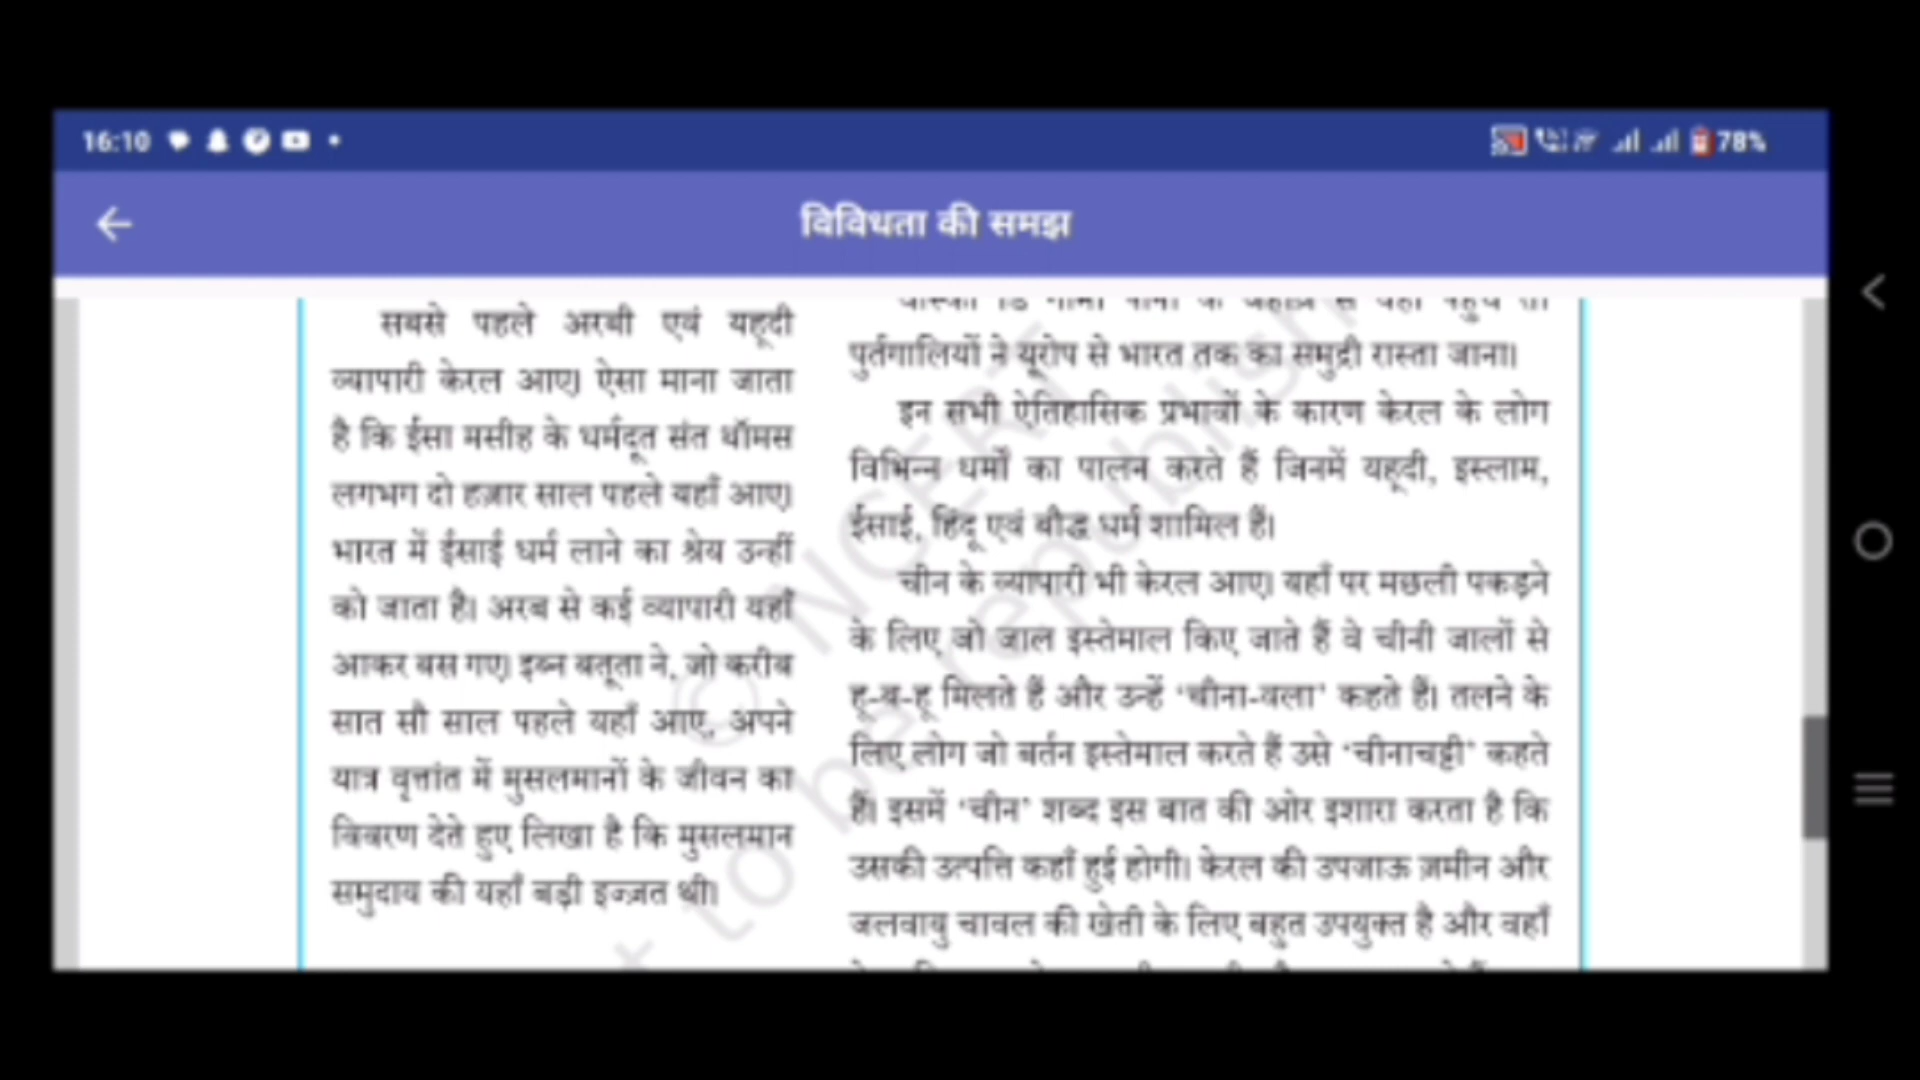 16:10
78%
विविधता की समझ
सबसे पहले अरबी एवं यहूदी
व्यापारी केरल आए। ऐसा माना जाता
है कि ईसा मसीह के धर्मदूत संत थॉमस
लगभग दो हज़ार साल पहले यहाँ आए।
भारत में ईसाई धर्म लाने का श्रेय उन्हीं
को जाता है। अरब से कई व्यापारी यहाँ
आकर बस गए। इब्न बतूता ने, जो करीब
सात सौ साल पहले यहाँ आए, अपने
यात्र वृत्तांत में मुसलमानों के जीवन का
विवरण देते हुए लिखा है कि मुसलमान
समुदाय की यहाँ बड़ी इज्ज़त थी।
पुर्तगालियों ने यूरोप से भारत तक का समुद्री रास्ता जाना।
इन सभी ऐतिहासिक प्रभावों के कारण केरल के लोग
विभिन्न धर्मों का पालन करते हैं जिनमें यहूदी, इस्लाम,
ईसाई, हिंदू एवं बौद्ध धर्म शामिल हैं।
चीन के व्यापारी भी केरल आए। यहाँ पर मछली पकड़ने
के लिए जो जाल इस्तेमाल किए जाते हैं वे चीनी जालों से
हू-ब-हू मिलते हैं और उन्हें ‘चीना-वला’ कहते हैं। तलने के
लिए लोग जो बर्तन इस्तेमाल करते हैं उसे ‘चीनाचट्टी’ कहते
हैं। इसमें ‘चीन’ शब्द इस बात की ओर इशारा करता है कि
उसकी उत्पत्ति कहाँ हुई होगी। केरल की उपजाऊ ज़मीन और
जलवायु चावल की खेती के लिए बहुत उपयुक्त है और वहाँ
© NCERT
to be republish